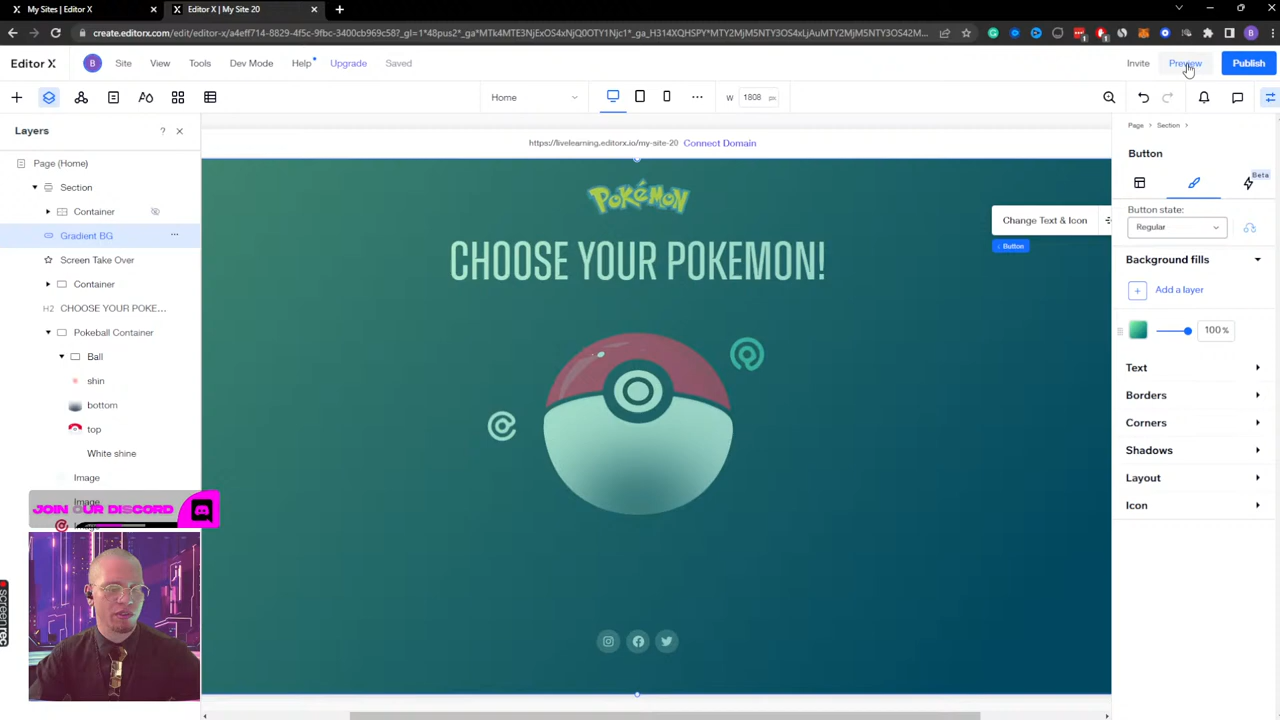 My Sites | Editor X
Editor X | My Site 20
create.editorx.com/edit/editor-x/a4eff714-8829-4504-9fbc-3400cb969c58?_gl=1*48pus2*_ga*MTk4MTE3NjExOS4xNjQ0OTY1Njc1*_ga_H314XQHSPY*MTY2MjM5NTY3OS42MjAuMS4xNjYyMzk1NjY5OS42OM...
Editor X
B
Site
View
Tools
Dev Mode
Help
Upgrade
Saved
Invite
Preview
Publish
Home
W
1808
px
Layers
?
Page (Home)
Section
Container
Gradient BG
Screen Take Over
Container
H2 CHOOSE YOUR POKE...
Pokeball Container
Ball
shin
bottom
top
White shine
Image
Image
JOIN OUR DISCORD
https://livelearning.editorx.io/my-site-20 Connect Domain
POKéMON
CHOOSE YOUR POKEMON!
Change Text & Icon
Button
Page
Section
Button
Beta
Button state:
Regular
Background fills
Add a layer
100 %
Text
Borders
Corners
Shadows
Layout
Icon